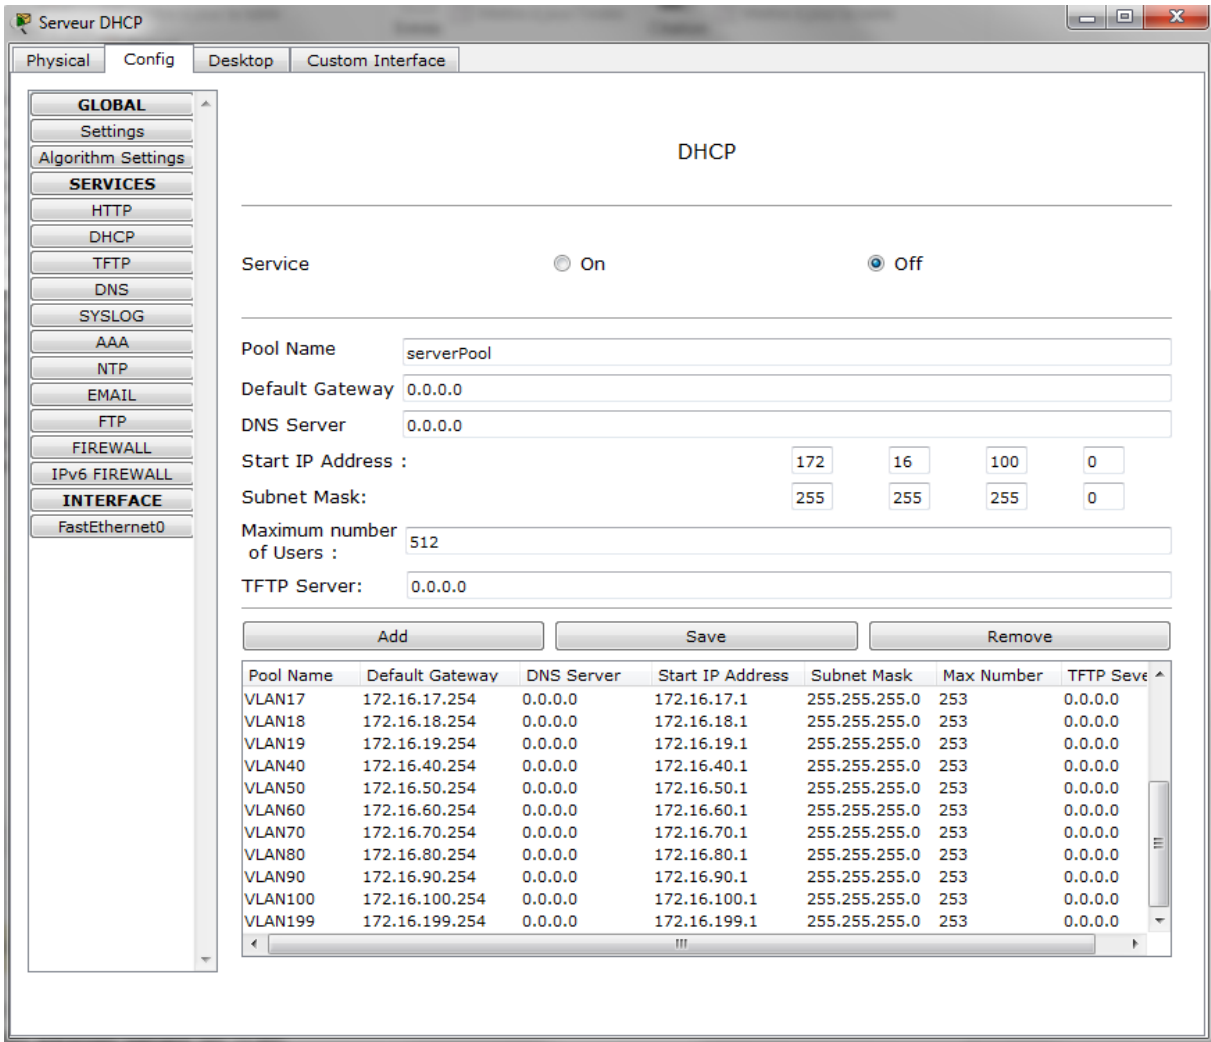 Serveur DHCP
Physical Config Desktop Custom Interface
GLOBAL
Settings
Algorithm Settings
SERVICES
HTTP
DHCP
TFTP
DNS
SYSLOG
AAA
NTP
EMAIL
FTP
FIREWALL
IPv6 FIREWALL
INTERFACE
FastEthernet0
DHCP
Service On Off
Pool Name serverPool
Default Gateway 0.0.0.0
DNS Server 0.0.0.0
Start IP Address : 172 16 100 0
Subnet Mask: 255 255 255 0
Maximum number
of Users : 512
TFTP Server: 0.0.0.0
Add Save Remove
Pool Name Default Gateway DNS Server Start IP Address Subnet Mask Max Number TFTP Seve
VLAN17 172.16.17.254 0.0.0.0 172.16.17.1 255.255.255.0 253 0.0.0.0
VLAN18 172.16.18.254 0.0.0.0 172.16.18.1 255.255.255.0 253 0.0.0.0
VLAN19 172.16.19.254 0.0.0.0 172.16.19.1 255.255.255.0 253 0.0.0.0
VLAN40 172.16.40.254 0.0.0.0 172.16.40.1 255.255.255.0 253 0.0.0.0
VLAN50 172.16.50.254 0.0.0.0 172.16.50.1 255.255.255.0 253 0.0.0.0
VLAN60 172.16.60.254 0.0.0.0 172.16.60.1 255.255.255.0 253 0.0.0.0
VLAN70 172.16.70.254 0.0.0.0 172.16.70.1 255.255.255.0 253 0.0.0.0
VLAN80 172.16.80.254 0.0.0.0 172.16.80.1 255.255.255.0 253 0.0.0.0
VLAN90 172.16.90.254 0.0.0.0 172.16.90.1 255.255.255.0 253 0.0.0.0
VLAN100 172.16.100.254 0.0.0.0 172.16.100.1 255.255.255.0 253 0.0.0.0
VLAN199 172.16.199.254 0.0.0.0 172.16.199.1 255.255.255.0 253 0.0.0.0